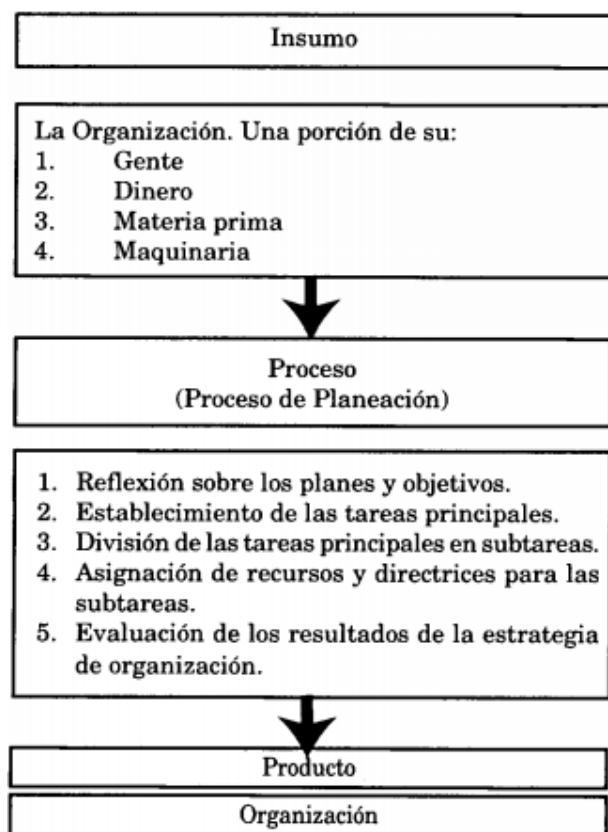 Insumo
La Organización. Una porción de su:
1. Gente
2. Dinero
3. Materia prima
4. Maquinaria
Proceso
(Proceso de Planeación)
1. Reflexión sobre los planes y objetivos.
2. Establecimiento de las tareas principales.
3. División de las tareas principales en subtareas.
4. Asignación de recursos y directrices para las
subtareas.
5. Evaluación de los resultados de la estrategia
de organización.
Producto
Organización